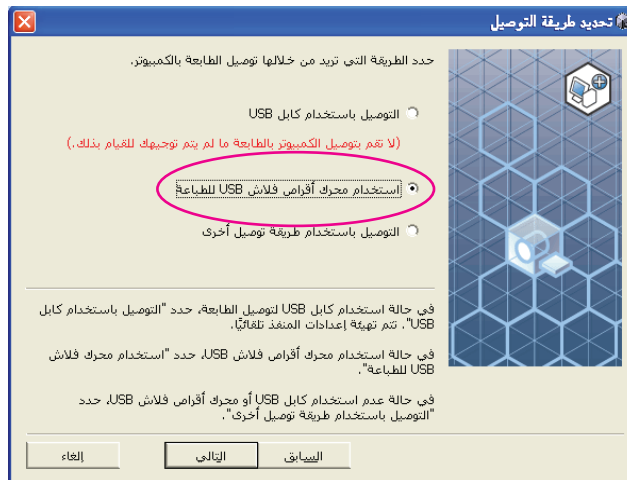 تحديد طريقة التوصيل
حدد الطريقة التي تريد من خلالها توصيل الطابعة بالكمبيوتر.
التوصيل باستخدام كابل USB
(لا تقم بتوصيل الكمبيوتر بالطابعة ما لم يتم توجيهك للقيام بذلك.)
استخدام محرك أقراص فلاش USB للطباعة
التوصيل باستخدام طريقة توصيل أخرى
في حالة استخدام كابل USB لتوصيل الطابعة، حدد "التوصيل باستخدام كابل
USB". تتم تهيئة إعدادات المنفذ تلقائيًا.
في حالة استخدام محرك أقراص فلاش USB، حدد "استخدام محرك فلاش
USB للطباعة".
في حالة عدم استخدام كابل USB أو محرك أقراص فلاش USB، حدد
"التوصيل باستخدام طريقة توصيل أخرى".
السابق
التالي
إلغاء